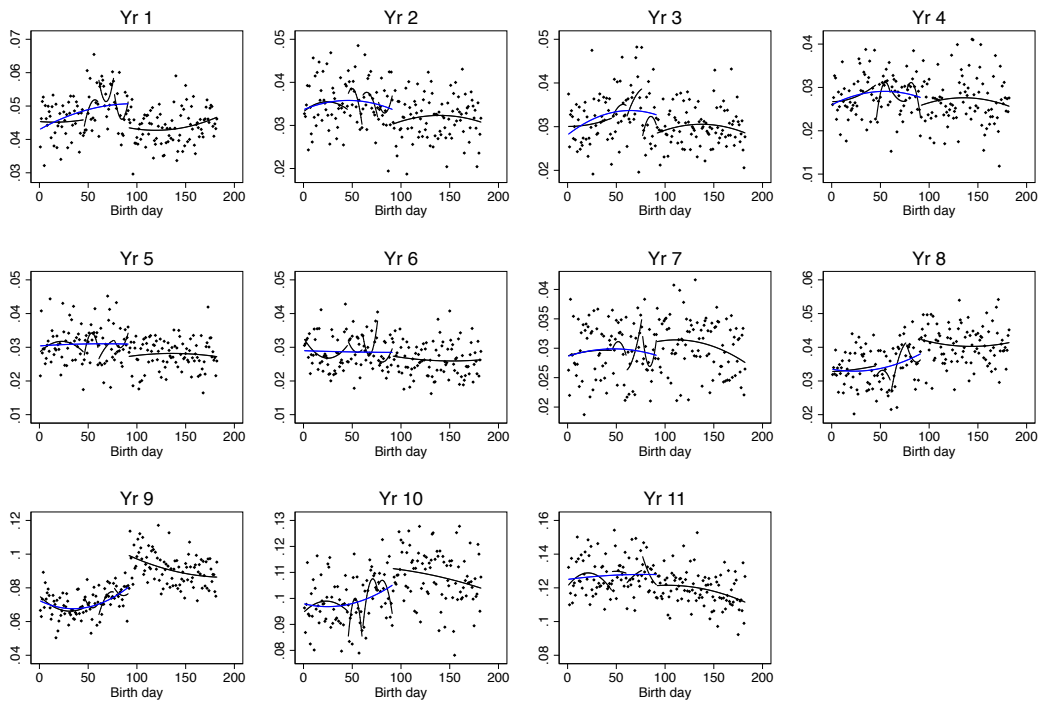 Yr 1
.03 .04 .05 .06 .07
0 50 100 150 200
Birth day
Yr 2
.02 .03 .04 .05
0 50 100 150 200
Birth day
Yr 3
.02 .03 .04 .05
0 50 100 150 200
Birth day
Yr 4
.01 .02 .03 .04
0 50 100 150 200
Birth day
Yr 5
.01 .02 .03 .04 .05
0 50 100 150 200
Birth day
Yr 6
.01 .02 .03 .04 .05
0 50 100 150 200
Birth day
Yr 7
.02 .025 .03 .035 .04
0 50 100 150 200
Birth day
Yr 8
.02 .03 .04 .05 .06
0 50 100 150 200
Birth day
Yr 9
.04 .06 .08 .1 .12
0 50 100 150 200
Birth day
Yr 10
.08 .09 .1 .11 .12 .13
0 50 100 150 200
Birth day
Yr 11
.08 .1 .12 .14 .16
0 50 100 150 200
Birth day